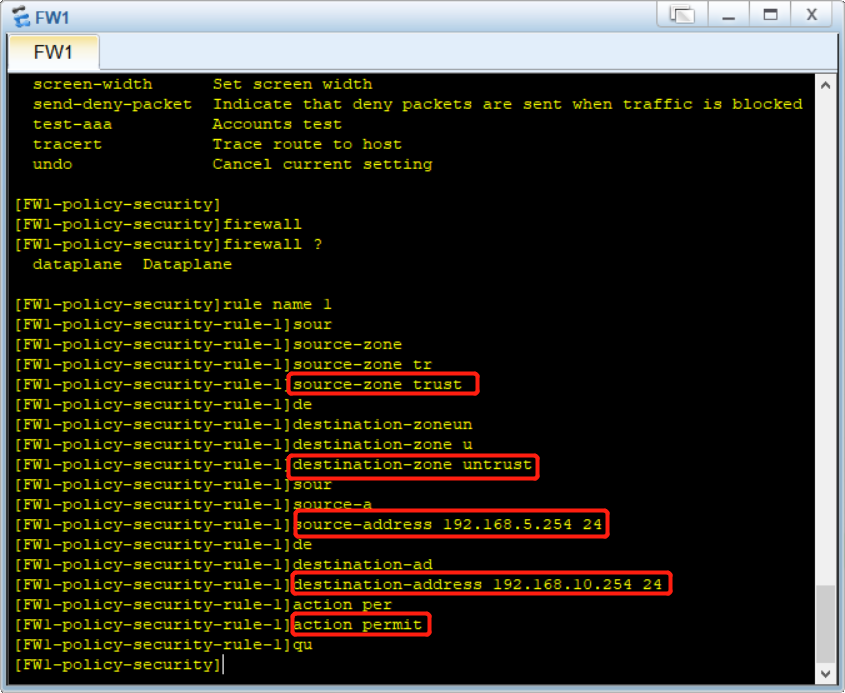 FW1
FW1
screen-width Set screen width
send-deny-packet Indicate that deny packets are sent when traffic is blocked
test-aaa Accounts test
tracert Trace route to host
undo Cancel current setting
[FW1-policy-security]
[FW1-policy-security]firewall
[FW1-policy-security]firewall ?
dataplane Dataplane
[FW1-policy-security]rule name 1
[FW1-policy-security-rule-1]sour
[FW1-policy-security-rule-1]source-zone
[FW1-policy-security-rule-1]source-zone tr
[FW1-policy-security-rule-1]source-zone trust
[FW1-policy-security-rule-1]de
[FW1-policy-security-rule-1]destination-zoneun
[FW1-policy-security-rule-1]destination-zone u
[FW1-policy-security-rule-1]destination-zone untrust
[FW1-policy-security-rule-1]sour
[FW1-policy-security-rule-1]source-a
[FW1-policy-security-rule-1]source-address 192.168.5.254 24
[FW1-policy-security-rule-1]de
[FW1-policy-security-rule-1]destination-ad
[FW1-policy-security-rule-1]destination-address 192.168.10.254 24
[FW1-policy-security-rule-1]action per
[FW1-policy-security-rule-1]action permit
[FW1-policy-security-rule-1]qu
[FW1-policy-security]